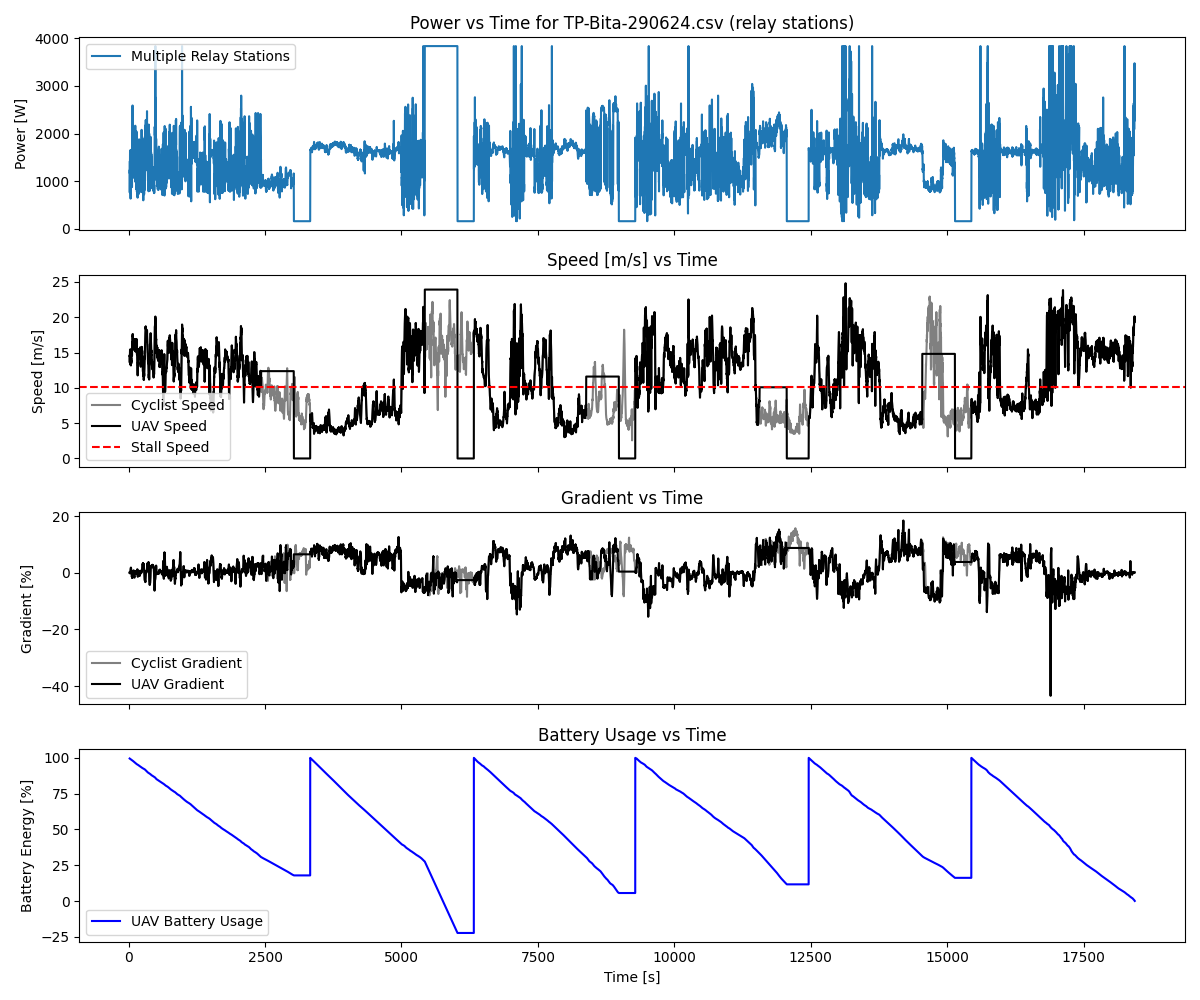 Power vs Time for TP-Bita-290624.csv (relay stations)
4000
3000
2000
1000
0
Power [W]
Multiple Relay Stations
Speed [m/s] vs Time
25
20
15
10
5
0
Speed [m/s]
Cyclist Speed
UAV Speed
Stall Speed
Gradient vs Time
20
0
−20
−40
Gradient [%]
Cyclist Gradient
UAV Gradient
Battery Usage vs Time
100
75
50
25
0
−25
Battery Energy [%]
UAV Battery Usage
0 2500 5000 7500 10000 12500 15000 17500
Time [s]